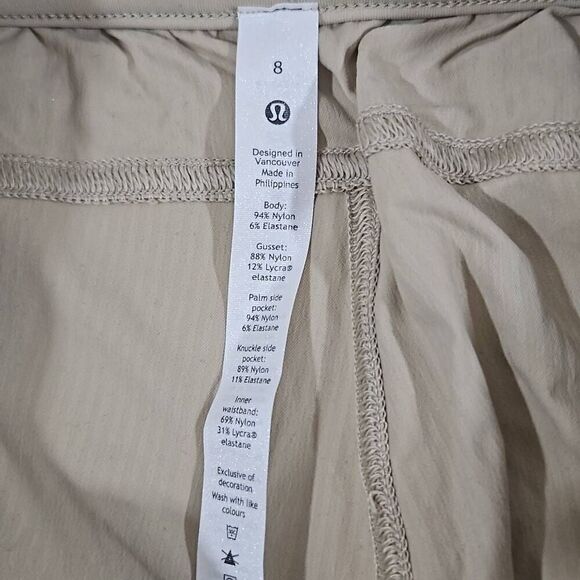 8
Designed in
Vancouver
Made in
Philippines
Body:
94% Nylon
6% Elastane
Gusset:
88% Nylon
12% Lycra®
elastane
Palm side
pocket:
94% Nylon
6% Elastane
Knuckle side
pocket:
89% Nylon
11% Elastane
Inner
waistband:
69% Nylon
31% Lycra®
elastane
Exclusive of
decoration
Wash with like
colours